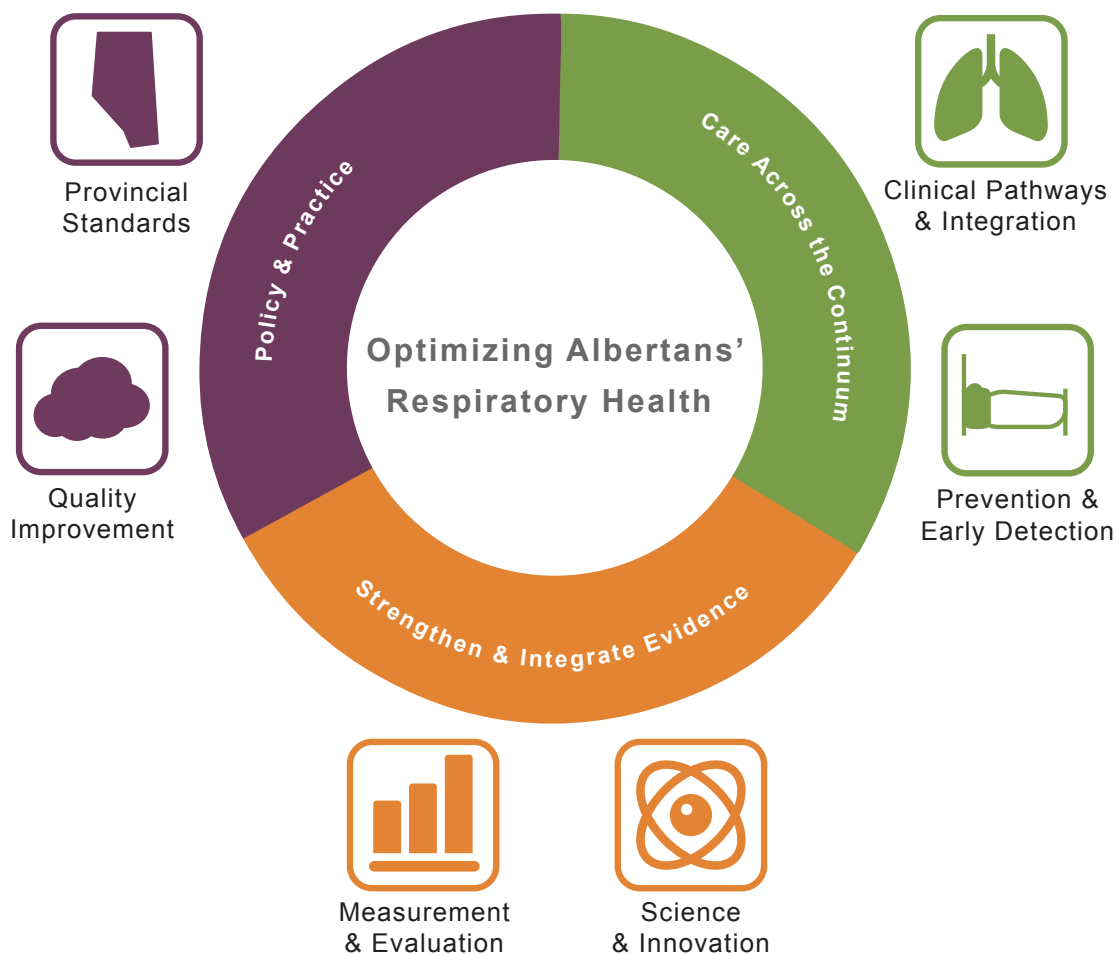 Provincial
Standards
Policy & Practice
Care Across the Continuum
Clinical Pathways
& Integration
Optimizing Albertans’
Respiratory Health
Quality
Improvement
Prevention &
Early Detection
Strengthen & Integrate Evidence
Measurement
& Evaluation
Science
& Innovation